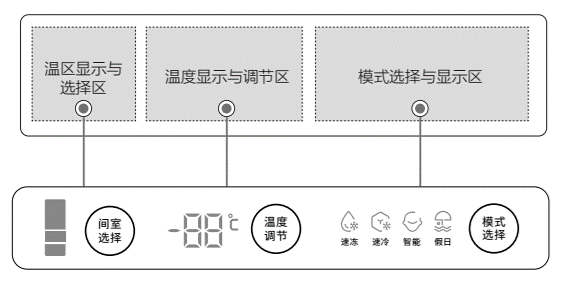 温区显示与
选择区
温度显示与调节区
模式选择与显示区
间室
选择
-88℃
温度
调节
速冻
速冷
智能
假日
模式
选择